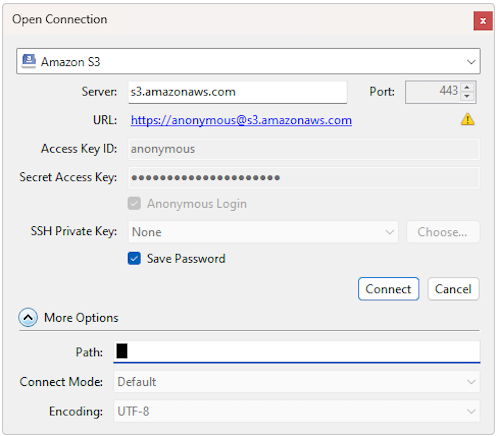 Open Connection
x
Amazon S3
Server: s3.amazonaws.com Port: 443
URL: https://anonymous@s3.amazonaws.com
Access Key ID: anonymous
Secret Access Key: ●●●●●●●●●●●●●●●●●●●●●
Anonymous Login
SSH Private Key: None Choose...
Save Password
Connect Cancel
More Options
Path:
Connect Mode: Default
Encoding: UTF-8